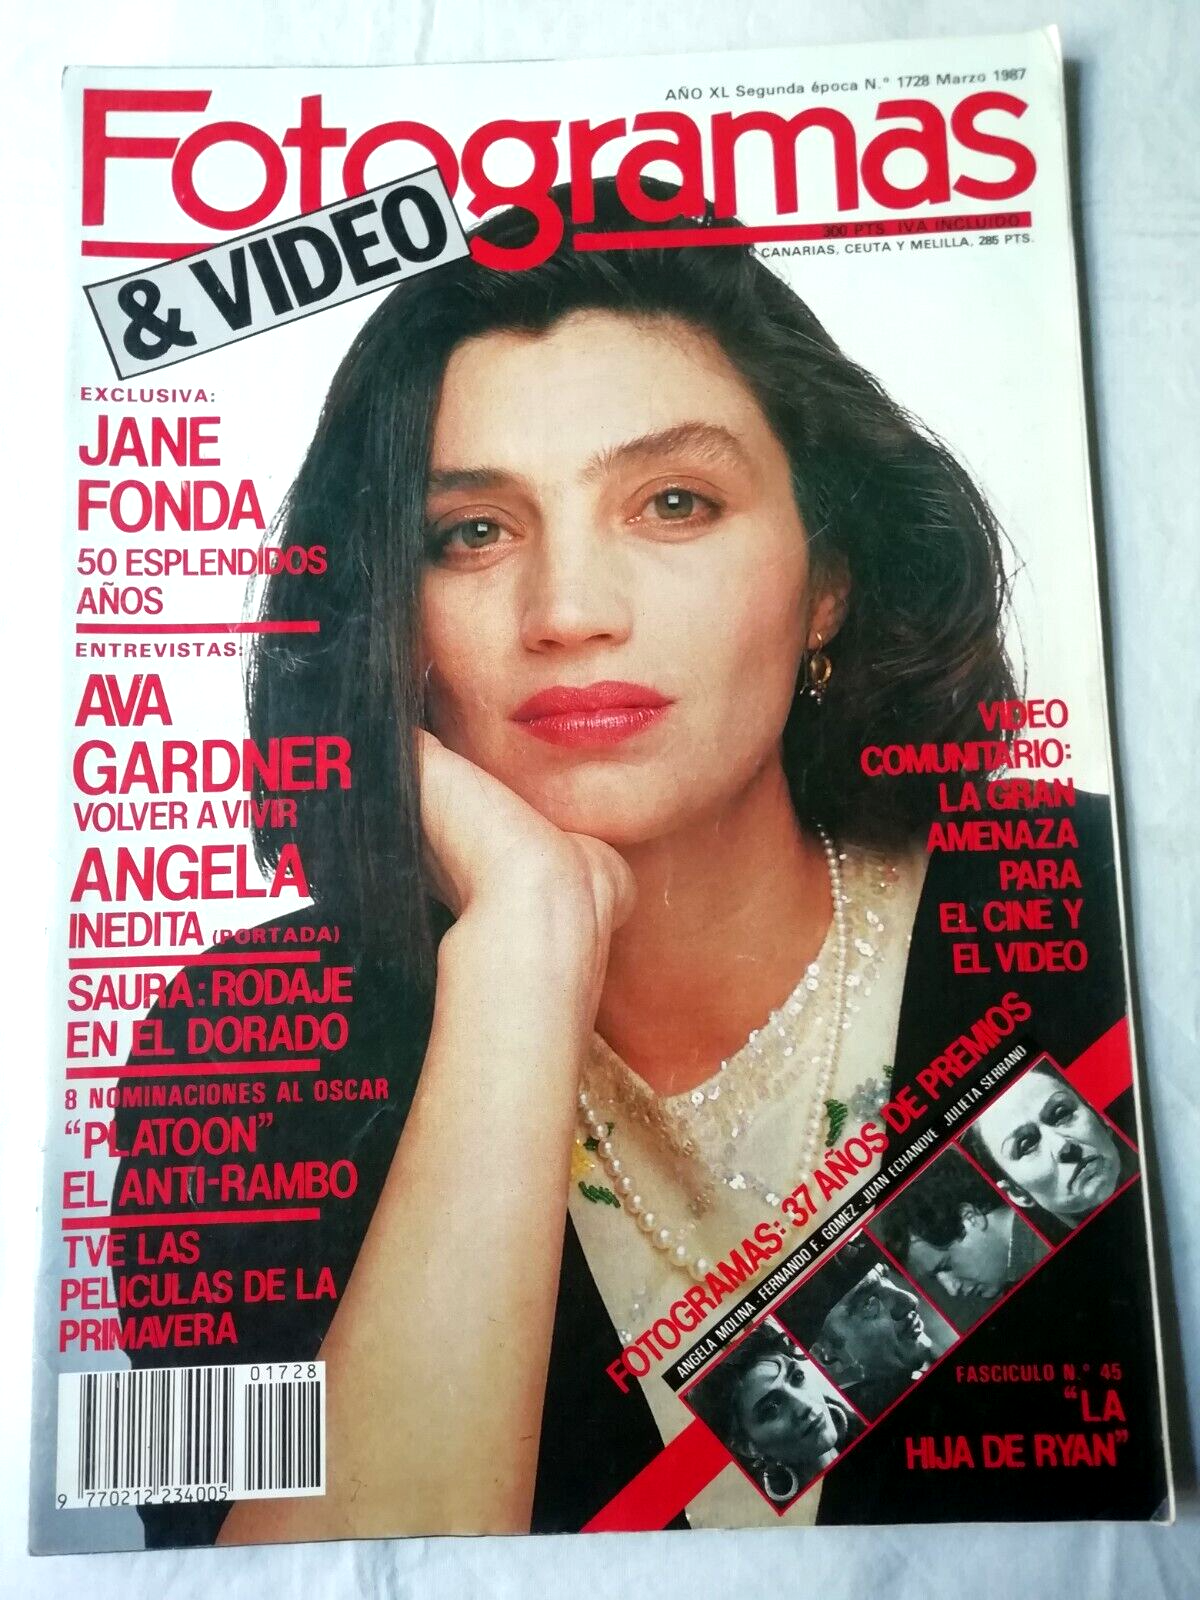 AÑO XL Segunda época N.° 1728 Marzo 1987
Fotogramas
& VIDEO
300 PTS IVA INCLUIDO
CANARIAS, CEUTA Y MELILLA, 285 PTS.
EXCLUSIVA:
JANE
FONDA
50 ESPLENDIDOS
AÑOS
ENTREVISTAS:
AVA
GARDNER
VOLVER A VIVIR
ANGELA
INEDITA (PORTADA)
SAURA: RODAJE
EN EL DORADO
8 NOMINACIONES AL OSCAR
“PLATOON”
EL ANTI-RAMBO
TVE LAS
PELICULAS DE LA
PRIMAVERA
01728
9 770212 234005
VIDEO
COMUNITARIO:
LA GRAN
AMENAZA
PARA
EL CINE Y
EL VIDEO
FOTOGRAMAS: 37 AÑOS DE PREMIOS
ANGELA MOLINA · FERNANDO F. GOMEZ · JUAN ECHANOVE · JULIETA SERRANO
FASCICULO N.° 45
“LA
HIJA DE RYAN”